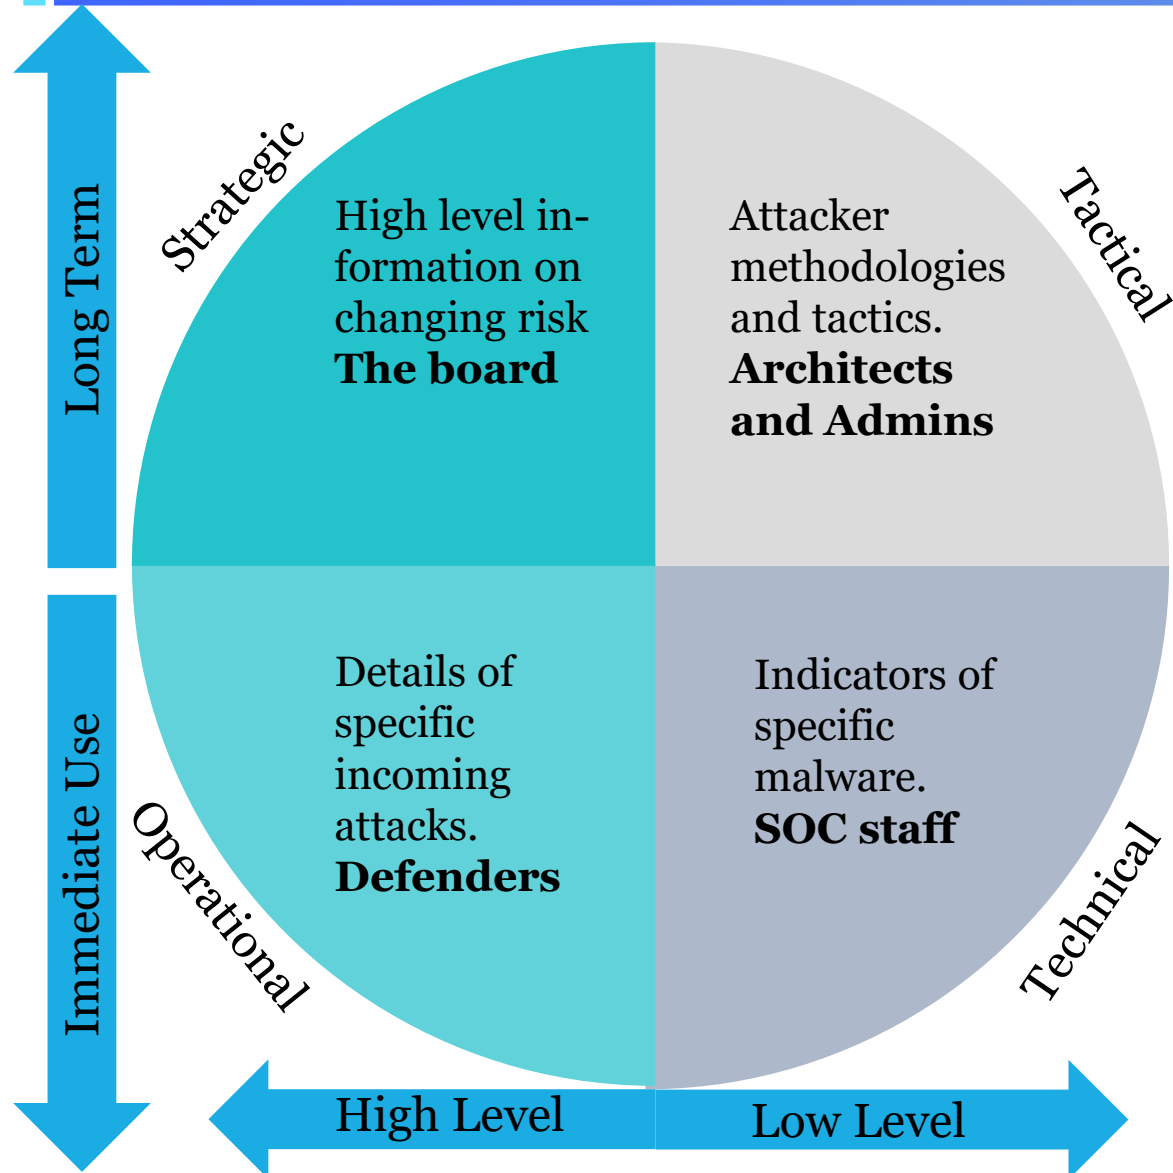 Long Term
Strategic
High level in-
formation on
changing risk
The board
Attacker
methodologies
and tactics.
Architects
and Admins
Tactical
Immediate Use
Operational
Details of
specific
incoming
attacks.
Defenders
Indicators of
specific
malware.
SOC staff
Technical
High Level
Low Level